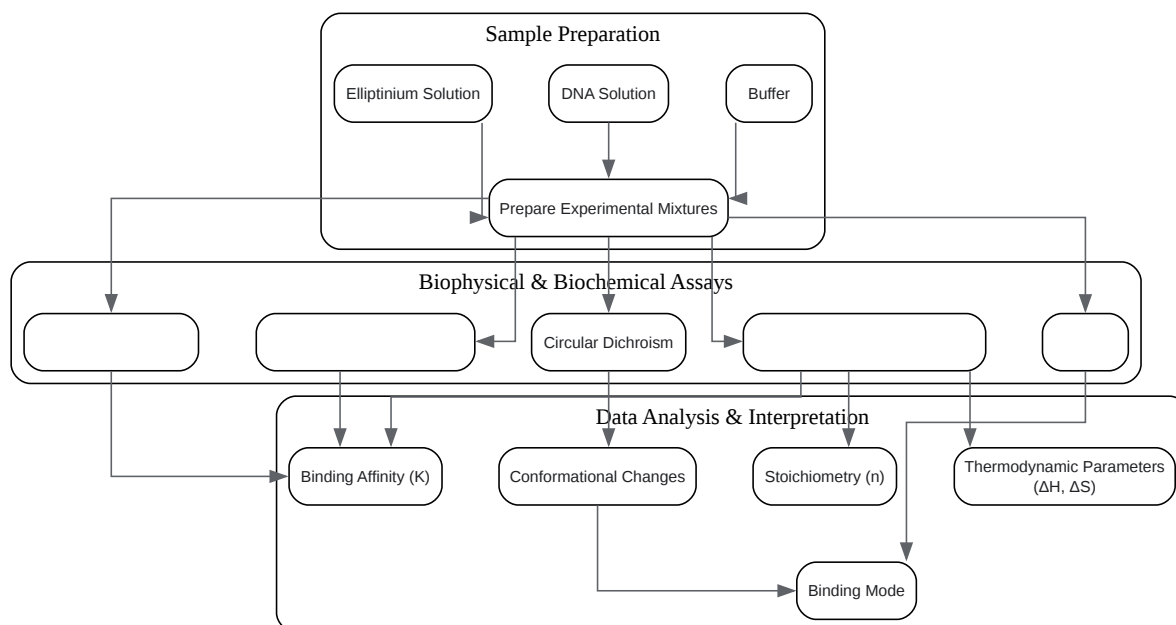 Sample Preparation
Elliptinium Solution
DNA Solution
Buffer
Prepare Experimental Mixtures
Biophysical & Biochemical Assays
Circular Dichroism
Data Analysis & Interpretation
Binding Affinity (K)
Conformational Changes
Stoichiometry (n)
Thermodynamic Parameters
(ΔH, ΔS)
Binding Mode